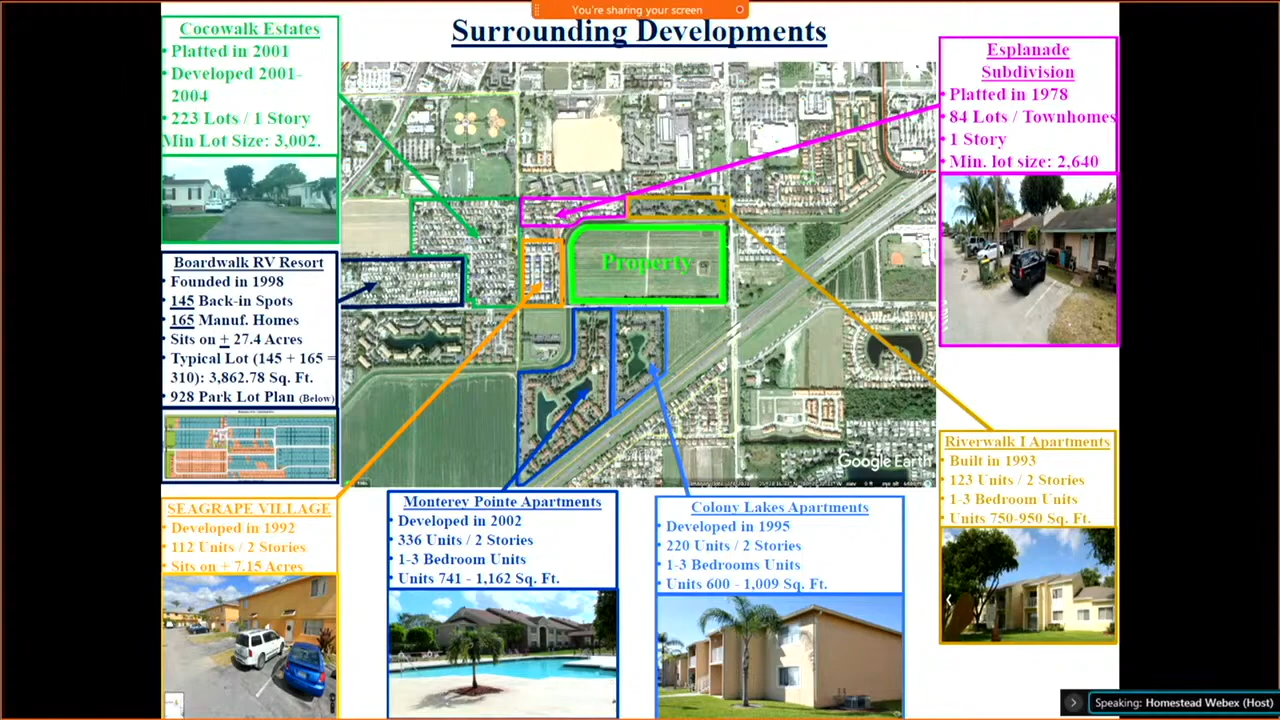 You're sharing your screen
Surrounding Developments
Cocowalk Estates
• Platted in 2001
• Developed 2001-
2004
• 223 Lots / 1 Story
Min Lot Size: 3,002.
Boardwalk RV Resort
• Founded in 1998
• 145 Back-in Spots
• 165 Manuf. Homes
• Sits on ± 27.4 Acres
• Typical Lot (145 + 165 =
310): 3,862.78 Sq. Ft.
• 928 Park Lot Plan (Below)
SEAGRAPE VILLAGE
• Developed in 1992
• 112 Units / 2 Stories
• Sits on ± 7.15 Acres
Property
Google Earth
Monterey Pointe Apartments
• Developed in 2002
• 336 Units / 2 Stories
• 1-3 Bedroom Units
• Units 741 - 1,162 Sq. Ft.
Colony Lakes Apartments
• Developed in 1995
• 220 Units / 2 Stories
• 1-3 Bedrooms Units
• Units 600 - 1,009 Sq. Ft.
Esplanade
Subdivision
• Platted in 1978
• 84 Lots / Townhomes
• 1 Story
• Min. lot size: 2,640
Riverwalk I Apartments
• Built in 1993
• 123 Units / 2 Stories
• 1-3 Bedroom Units
• Units 750-950 Sq. Ft.
Speaking: Homestead Webex (Host)